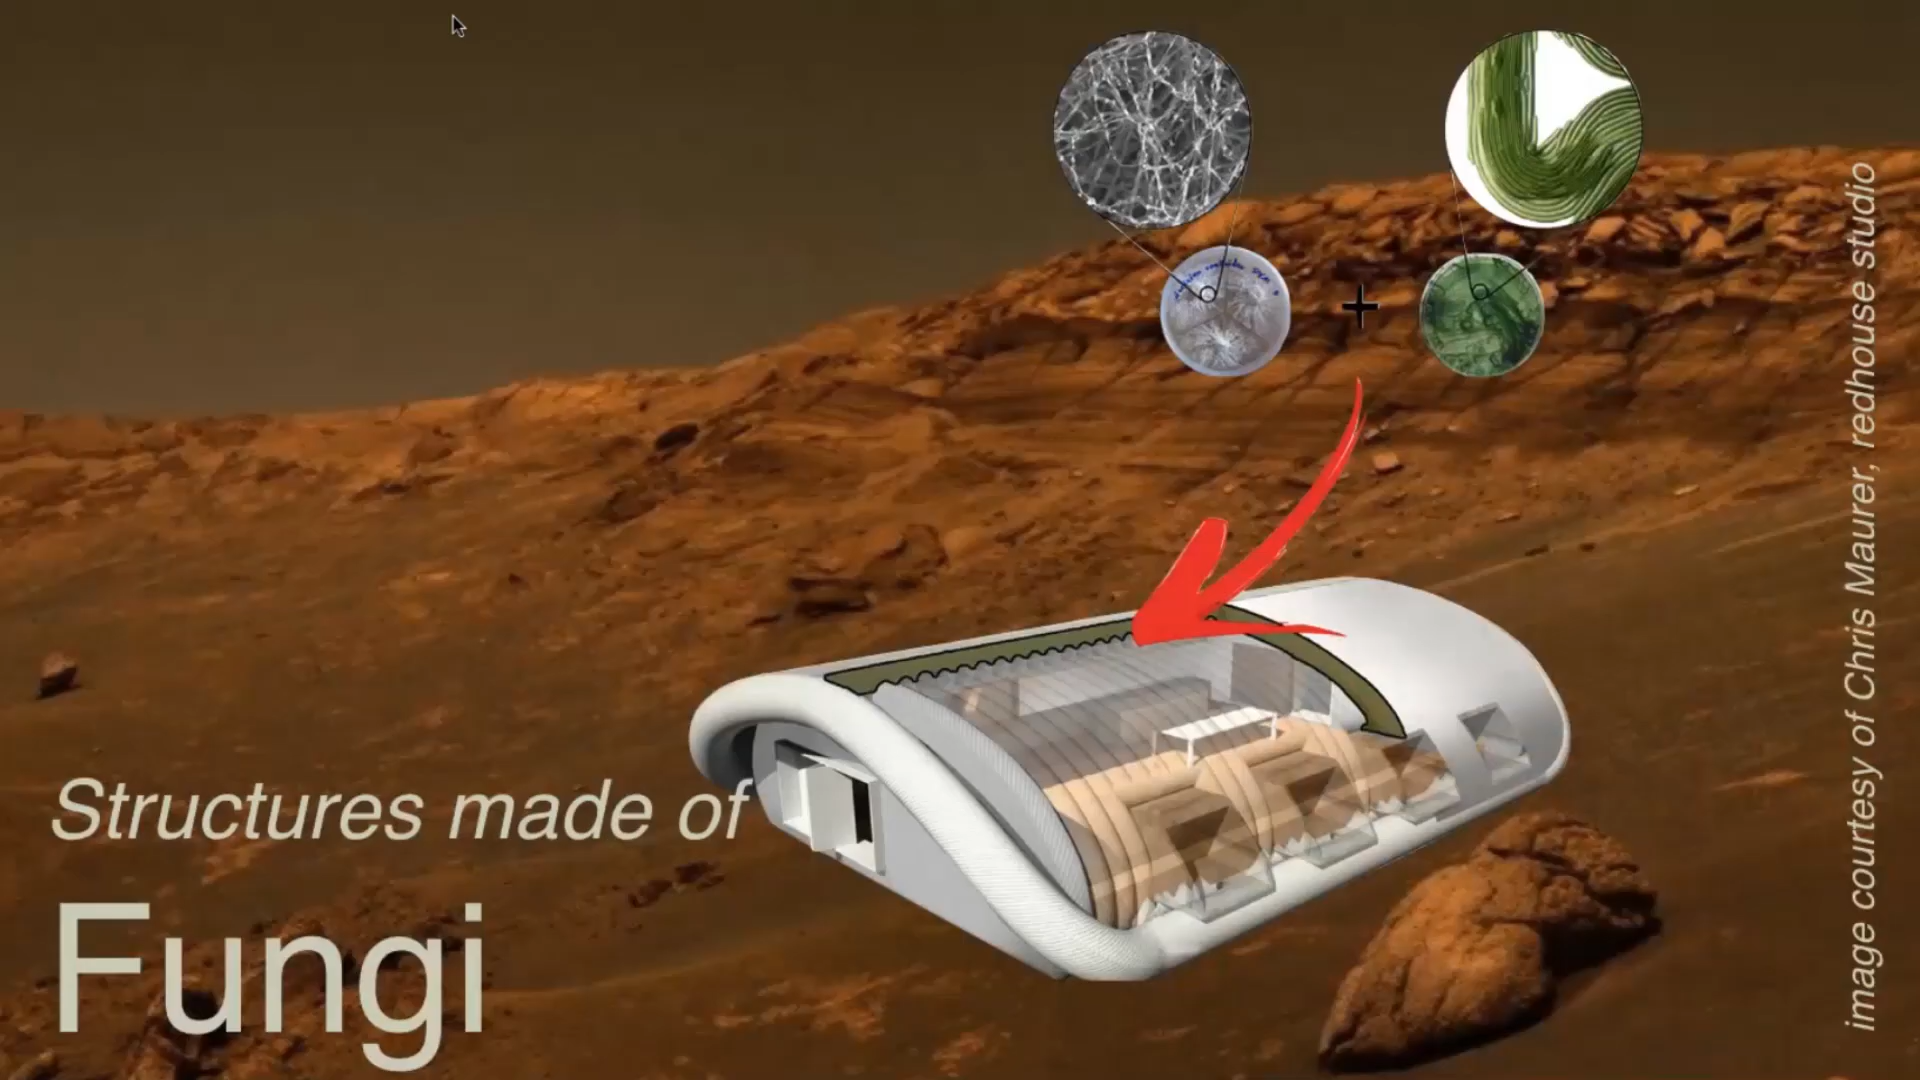 Structures made of
Fungi
image courtesy of Chris Maurer, redhouse studio